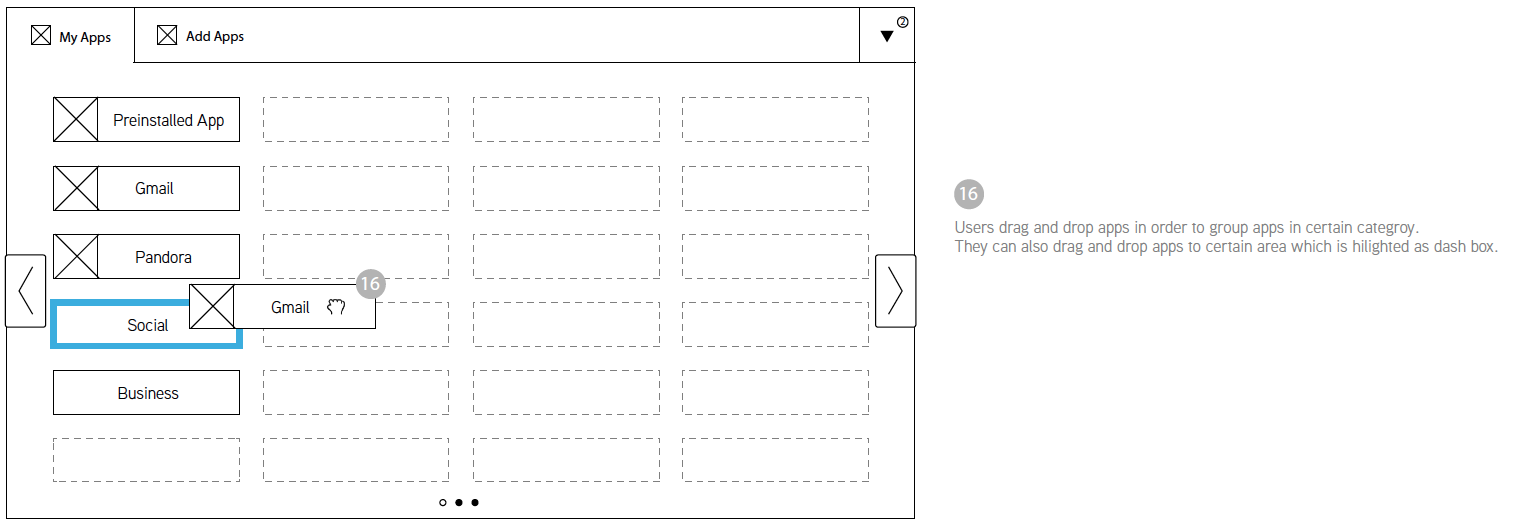 My Apps
Add Apps
2
Preinstalled App
Gmail
Pandora
16
Gmail
Social
Business
16
Users drag and drop apps in order to group apps in certain categroy.
They can also drag and drop apps to certain area which is hilighted as dash box.